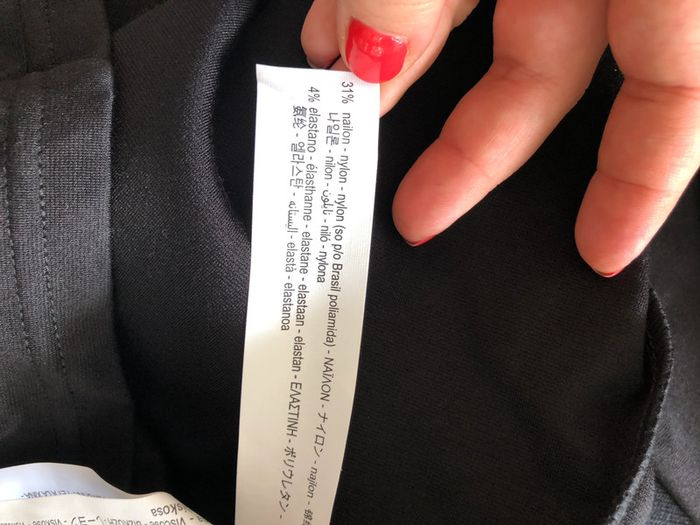 31% nailon - nylon - nylon (so p/o Brasil poliamida) - ΝΑΪΛΟΝ - ナイロン - najlon -
나일론 - nilon - نايلون - niló - nylona
4% elastano - élasthanne - elastane - elastaan - elastan - ΕΛΑΣΤΙΝΗ - ポリウレタン -
氨纶 - 엘라스탄 - الیستانه - elastà - elastanoa
viskosa